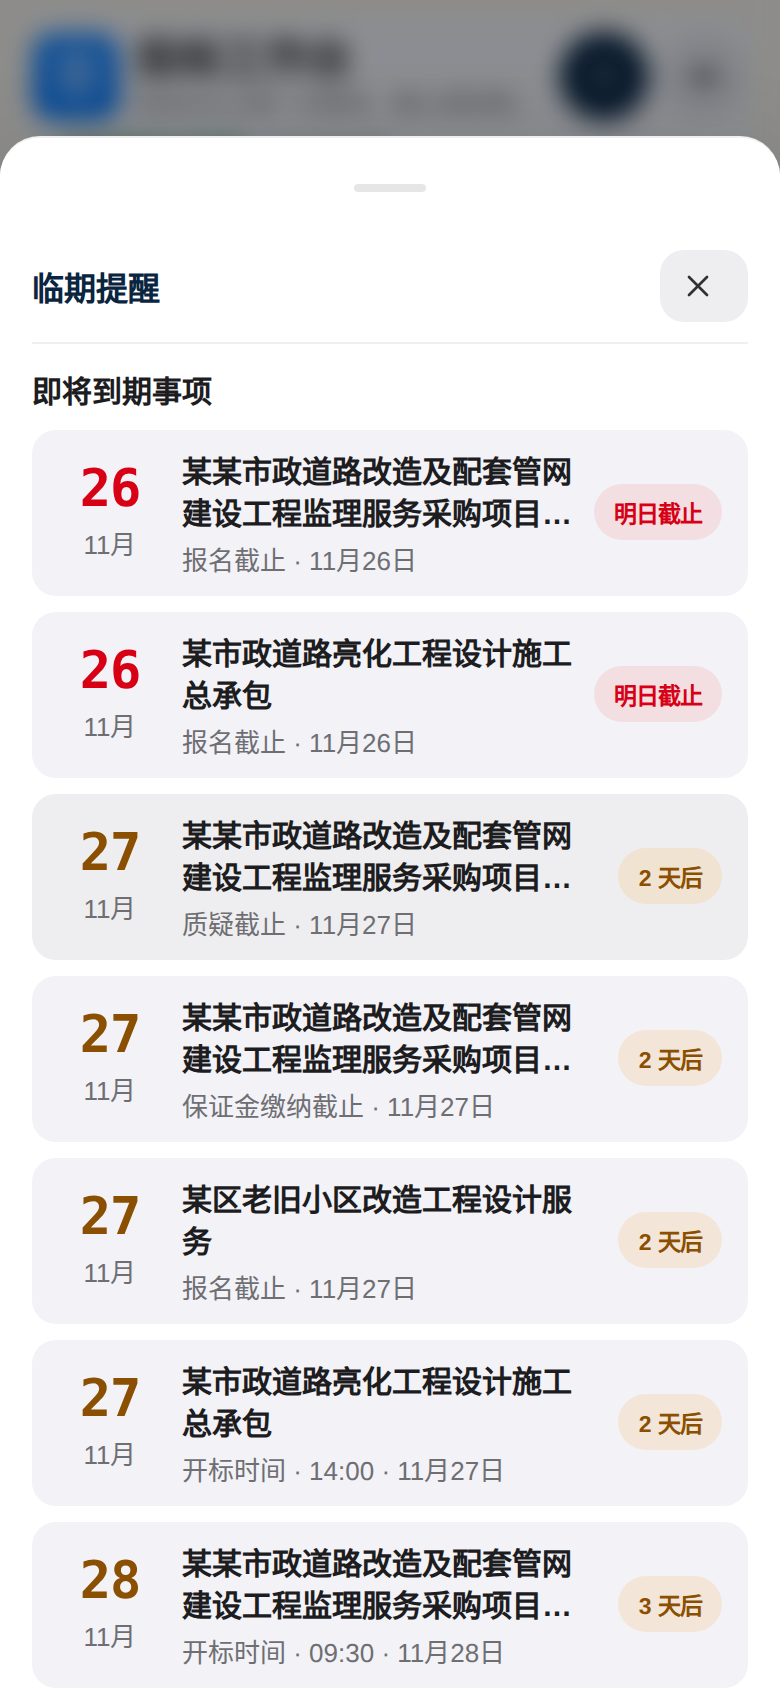 临期提醒
即将到期事项
26
11月
某某市政道路改造及配套管网
建设工程监理服务采购项目…
报名截止 · 11月26日
明日截止
26
11月
某市政道路亮化工程设计施工
总承包
报名截止 · 11月26日
明日截止
27
11月
某某市政道路改造及配套管网
建设工程监理服务采购项目…
质疑截止 · 11月27日
2 天后
27
11月
某某市政道路改造及配套管网
建设工程监理服务采购项目…
保证金缴纳截止 · 11月27日
2 天后
27
11月
某区老旧小区改造工程设计服
务
报名截止 · 11月27日
2 天后
27
11月
某市政道路亮化工程设计施工
总承包
开标时间 · 14:00 · 11月27日
2 天后
28
11月
某某市政道路改造及配套管网
建设工程监理服务采购项目…
开标时间 · 09:30 · 11月28日
3 天后